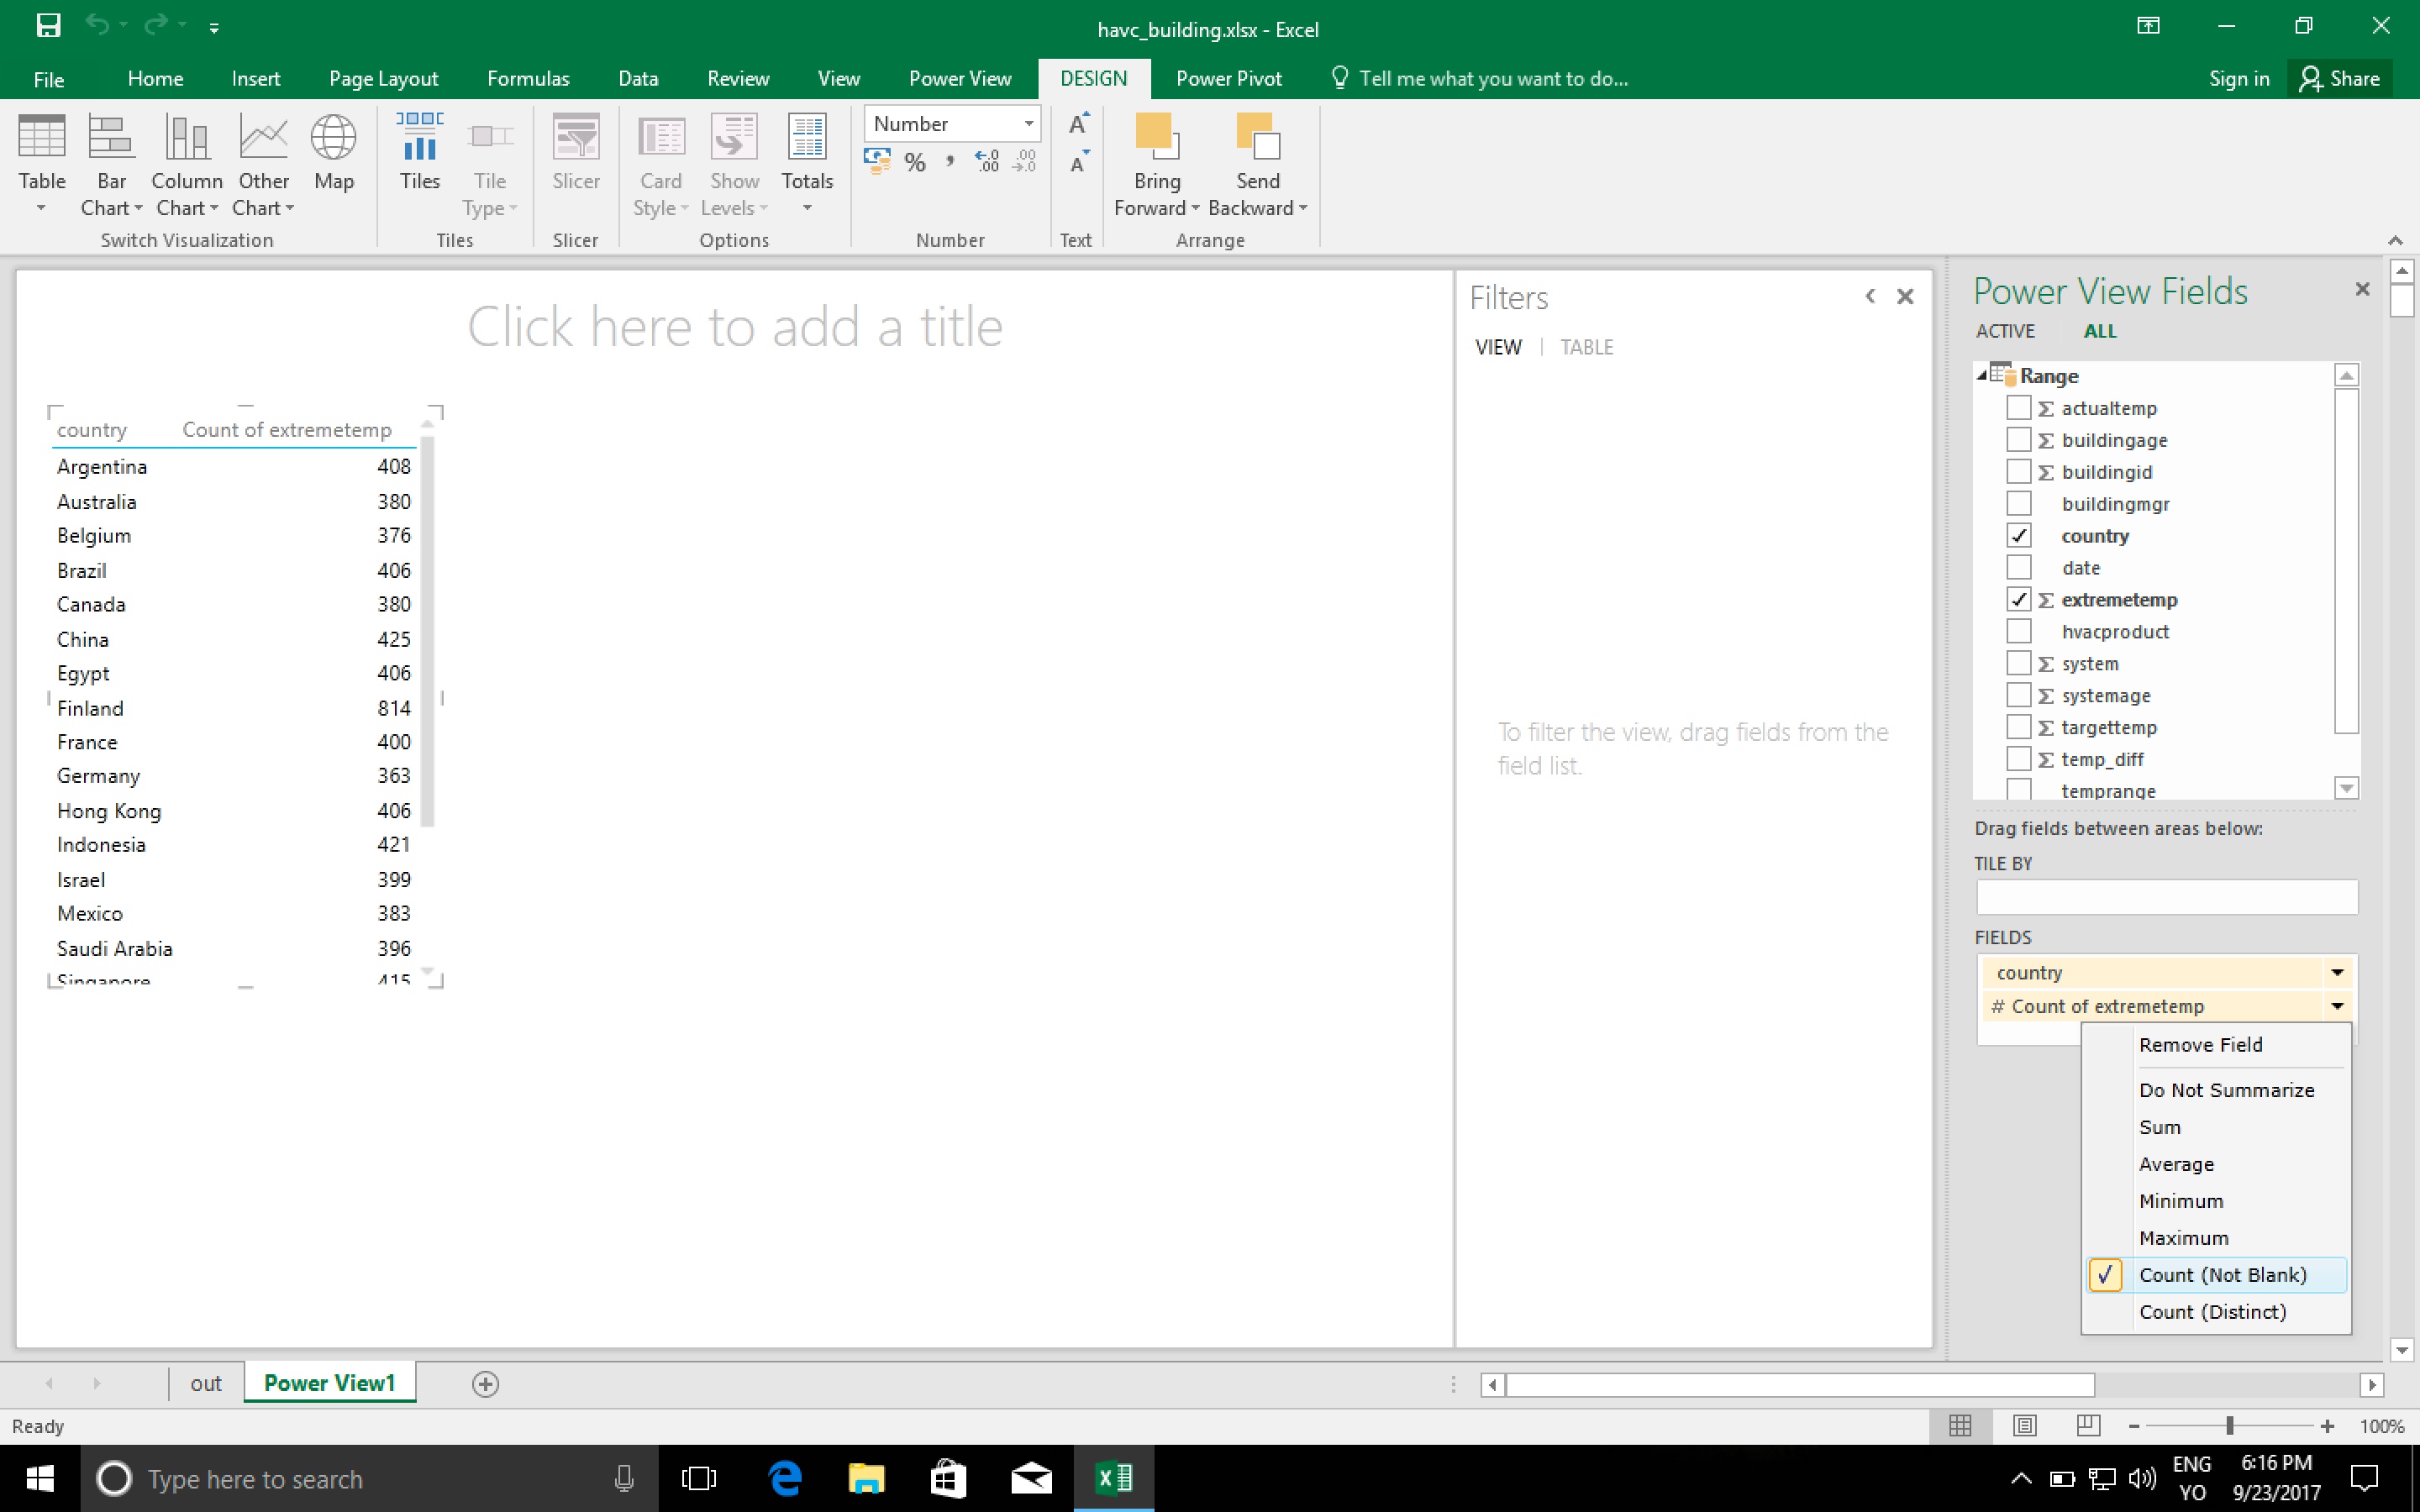 havc_building.xlsx - Excel
File Home Insert Page Layout Formulas Data Review View Power View DESIGN Power Pivot Tell me what you want to do... Sign in Share
Table Bar Chart Column Chart Other Chart Map Tiles Tile Type Slicer Card Style Show Levels Totals Number Bring Forward Send Backward
% , .0 .00 .00 .0 A A
Switch Visualization Tiles Slicer Options Number Text Arrange
Click here to add a title
country Count of extremetemp
Argentina 408
Australia 380
Belgium 376
Brazil 406
Canada 380
China 425
Egypt 406
Finland 814
France 400
Germany 363
Hong Kong 406
Indonesia 421
Israel 399
Mexico 383
Saudi Arabia 396
Singapore 415
Filters
VIEW | TABLE
To filter the view, drag fields from the
field list.
Power View Fields
ACTIVE ALL
Range
Σ actualtemp
Σ buildingage
Σ buildingid
buildingmgr
country
date
Σ extremetemp
hvacproduct
Σ system
Σ systemage
Σ targettemp
Σ temp_diff
temprange
Drag fields between areas below:
TILE BY
FIELDS
country
# Count of extremetemp
Remove Field
Do Not Summarize
Sum
Average
Minimum
Maximum
Count (Not Blank)
Count (Distinct)
out Power View1
Ready 100%
Type here to search
ENG
YO
6:16 PM
9/23/2017